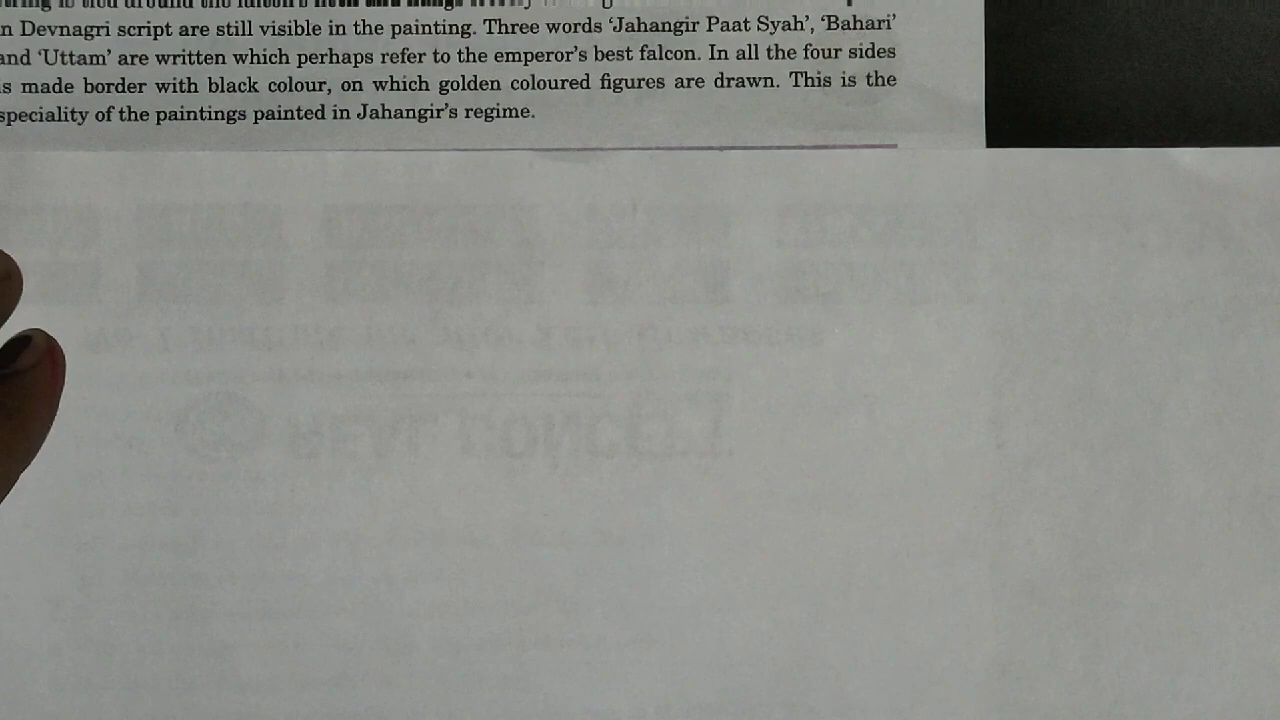 n Devnagri script are still visible in the painting. Three words ‘Jahangir Paat Syah’, ‘Bahari’
and ‘Uttam’ are written which perhaps refer to the emperor’s best falcon. In all the four sides
is made border with black colour, on which golden coloured figures are drawn. This is the
speciality of the paintings painted in Jahangir’s regime.